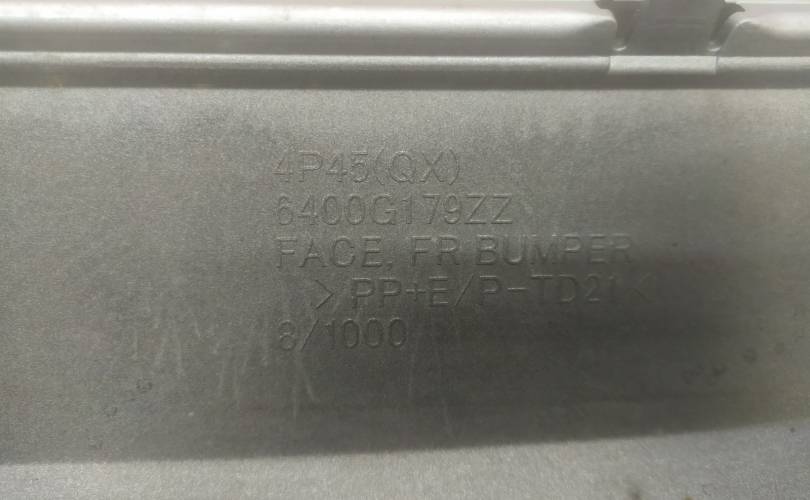 4P45(QX)
6400G179ZZ
FACE, FR BUMPER
>PP+E/P-TD21<
8/1000